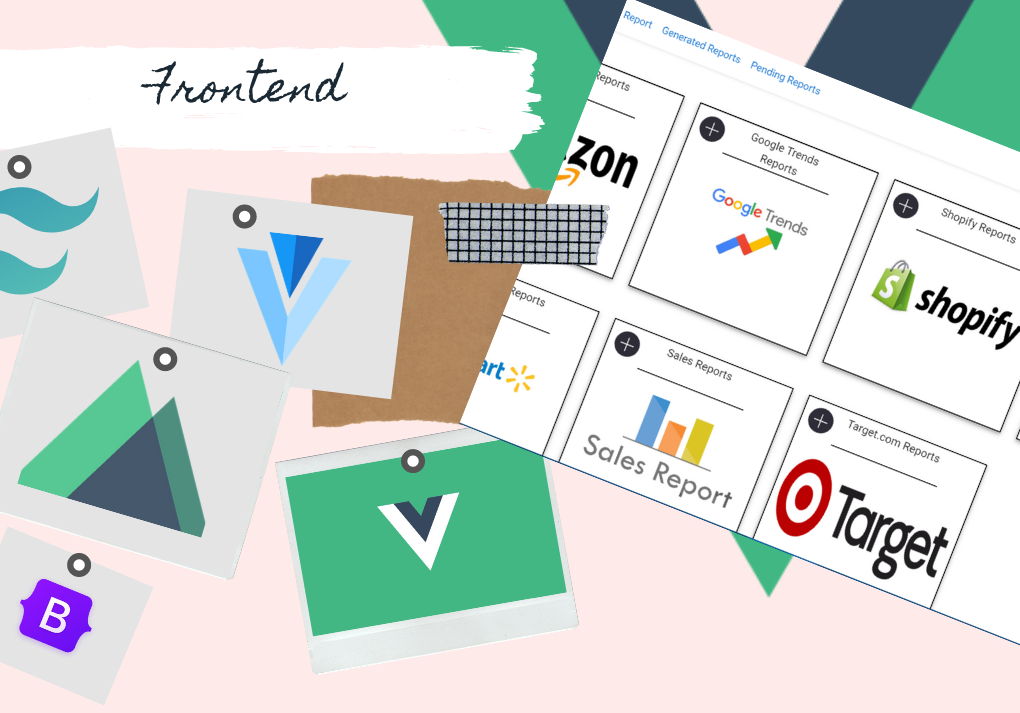 Frontend
Report Generated Reports Pending Reports
Reports
zon
Google Trends
Reports
Google Trends
Shopify Reports
S
shopify
Reports
art
Sales Reports
Sales Report
Target.com Reports
Target
B